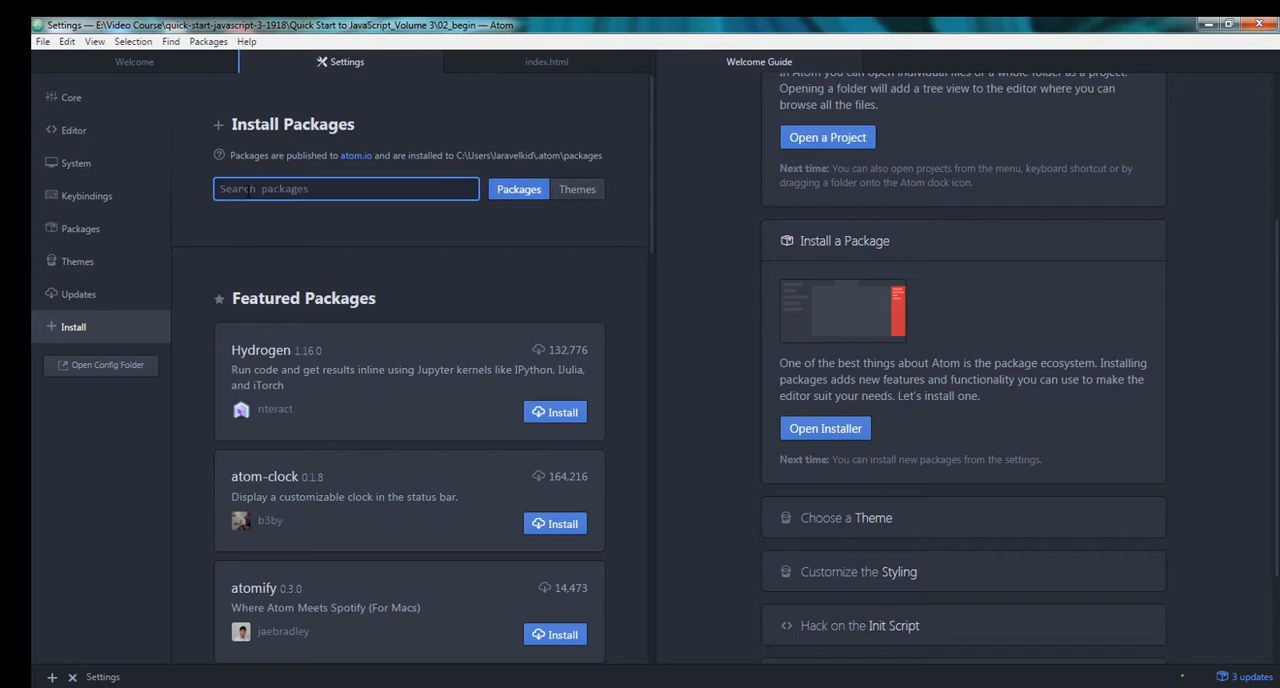 Settings — E:\Video Course\quick-start-javascript-3-1918\Quick Start to JavaScript_Volume 3\02_begin — Atom
File Edit View Selection Find Packages Help
Welcome
Settings
index.html
Welcome Guide
Core
Editor
System
Keybindings
Packages
Themes
Updates
Install
Open Config Folder
Install Packages
Packages are published to atom.io and are installed to C:\Users\laravelkid\.atom\packages
Search packages
Packages
Themes
Featured Packages
Hydrogen 1.16.0
132,776
Run code and get results inline using Jupyter kernels like IPython, IJulia,
and iTorch
nteract
Install
atom-clock 0.1.8
164,216
Display a customizable clock in the status bar.
b3by
Install
atomify 0.3.0
14,473
Where Atom Meets Spotify (For Macs)
jaebradley
Install
In Atom you can open individual files or a whole folder as a project.
Opening a folder will add a tree view to the editor where you can
browse all the files.
Open a Project
Next time: You can also open projects from the menu, keyboard shortcut or by
dragging a folder onto the Atom dock icon.
Install a Package
One of the best things about Atom is the package ecosystem. Installing
packages adds new features and functionality you can use to make the
editor suit your needs. Let's install one.
Open Installer
Next time: You can install new packages from the settings.
Choose a Theme
Customize the Styling
Hack on the Init Script
Settings
3 updates